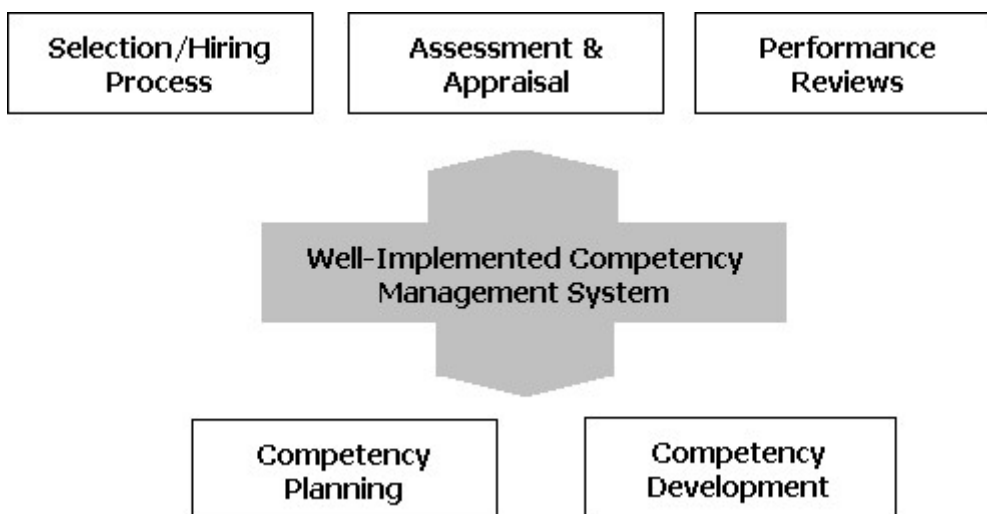 Selection/Hiring
Process
Assessment &
Appraisal
Performance
Reviews
Well-Implemented Competency
Management System
Competency
Planning
Competency
Development